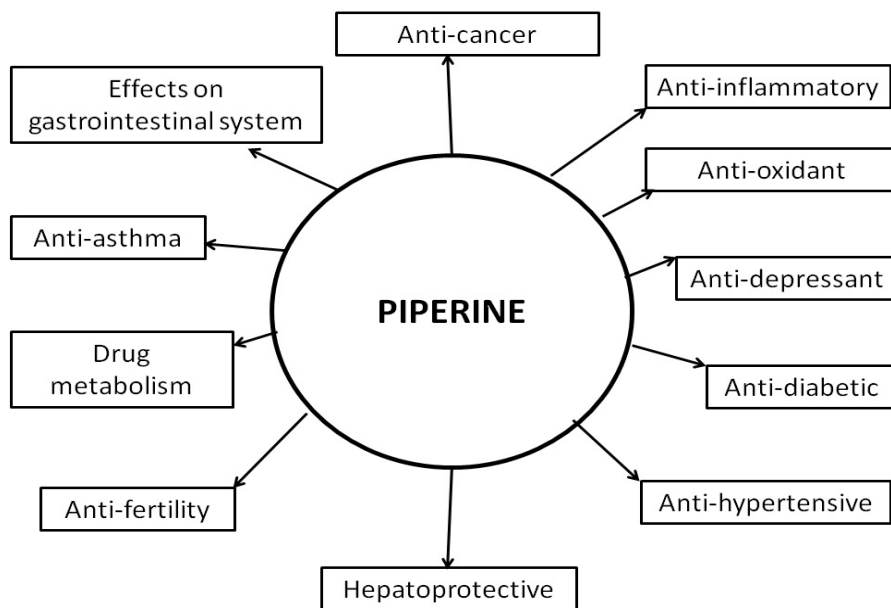 Anti-cancer
Effects on
gastrointestinal system
Anti-inflammatory
Anti-oxidant
Anti-asthma
Anti-depressant
PIPERINE
Drug
metabolism
Anti-diabetic
Anti-fertility
Anti-hypertensive
Hepatoprotective